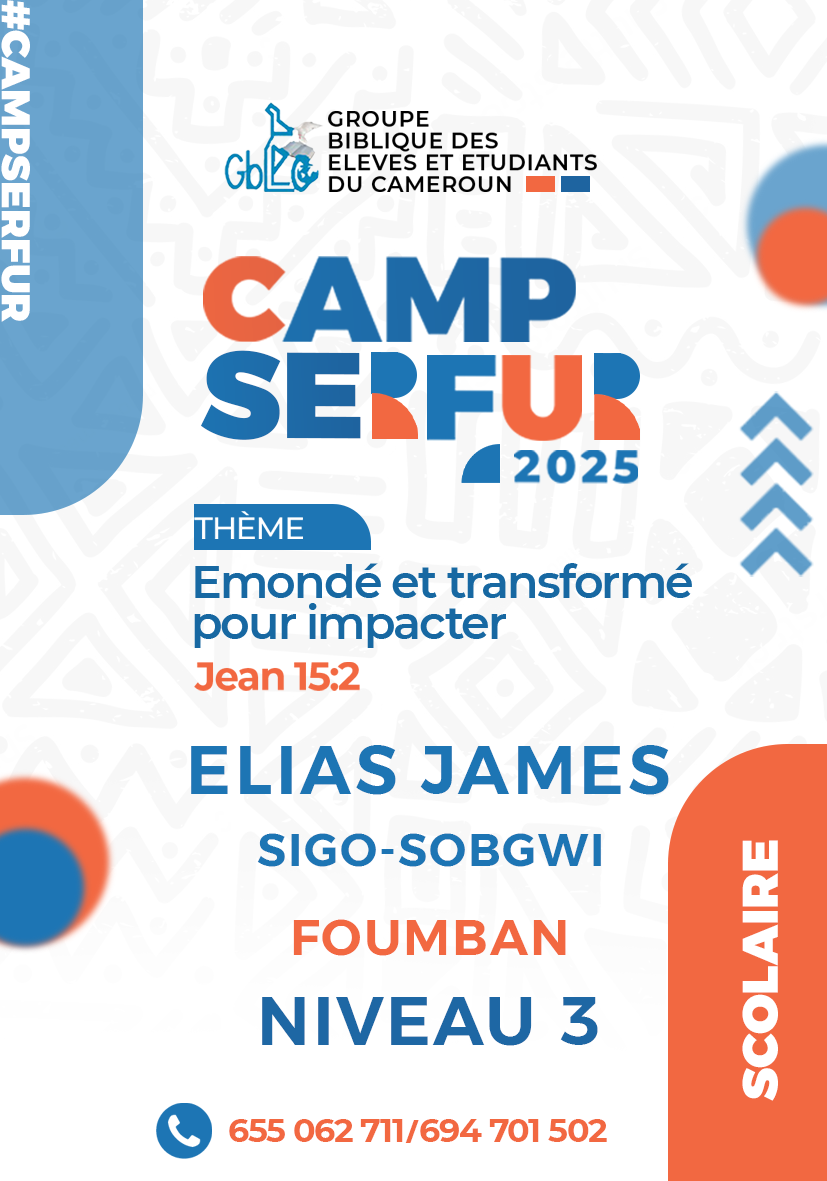 #CAMPSERFUR
GbEEC
GROUPE
BIBLIQUE DES
ELEVES ET ETUDIANTS
DU CAMEROUN
CAMP
SERFUR
2025
THÈME
Emondé et transformé
pour impacter
Jean 15:2
ELIAS JAMES
SIGO-SOBGWI
FOUMBAN
NIVEAU 3
SCOLAIRE
655 062 711/694 701 502